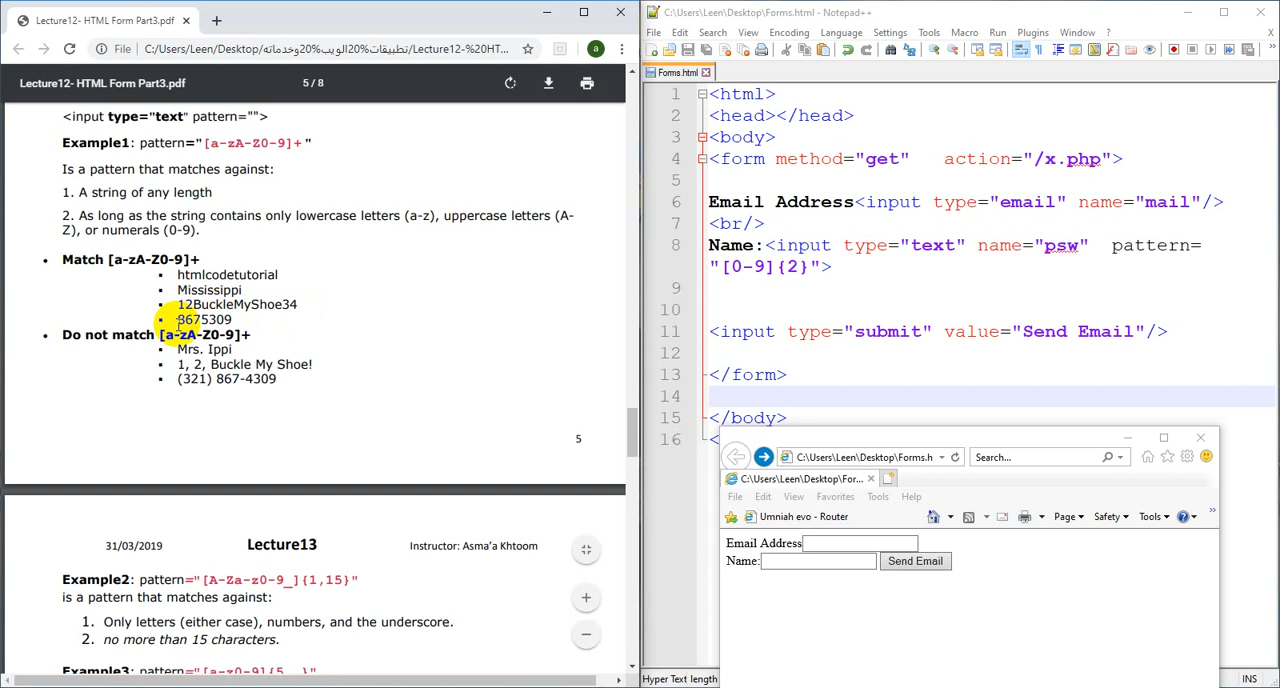 Lecture12- HTML Form Part3.pdf
File C:/Users/Leen/Desktop/تطبيقات%20الويب%20وخدماته/Lecture12-%20HT...
a
Lecture12- HTML Form Part3.pdf 5 / 8
<input type="text" pattern="">
Example1: pattern="[a-zA-Z0-9]+ "
Is a pattern that matches against:
1. A string of any length
2. As long as the string contains only lowercase letters (a-z), uppercase letters (A-
Z), or numerals (0-9).
• Match [a-zA-Z0-9]+
▪ htmlcodetutorial
▪ Mississippi
▪ 12BuckleMyShoe34
▪ 8675309
• Do not match [a-zA-Z0-9]+
▪ Mrs. Ippi
▪ 1, 2, Buckle My Shoe!
▪ (321) 867-4309
5
31/03/2019 Lecture13 Instructor: Asma’a Khtoom
Example2: pattern="[A-Za-z0-9_]{1,15}"
is a pattern that matches against:
1. Only letters (either case), numbers, and the underscore.
2. no more than 15 characters.
Example3: pattern="[a-z0-9]{5, }"
C:\Users\Leen\Desktop\Forms.html - Notepad++
File Edit Search View Encoding Language Settings Tools Macro Run Plugins Window ?
Forms.html
1 <html>
2 <head></head>
3 <body>
4 <form method="get" action="/x.php">
5
6 Email Address<input type="email" name="mail"/>
7 <br/>
8 Name:<input type="text" name="psw" pattern=
"[0-9]{2}">
9
10
11 <input type="submit" value="Send Email"/>
12
13 </form>
14
15 </body>
16 <
C:\Users\Leen\Desktop\Forms.h Search...
C:\Users\Leen\Desktop\For...
File Edit View Favorites Tools Help
Umniah evo - Router Page Safety Tools
Email Address
Name: Send Email
Hyper Text length INS